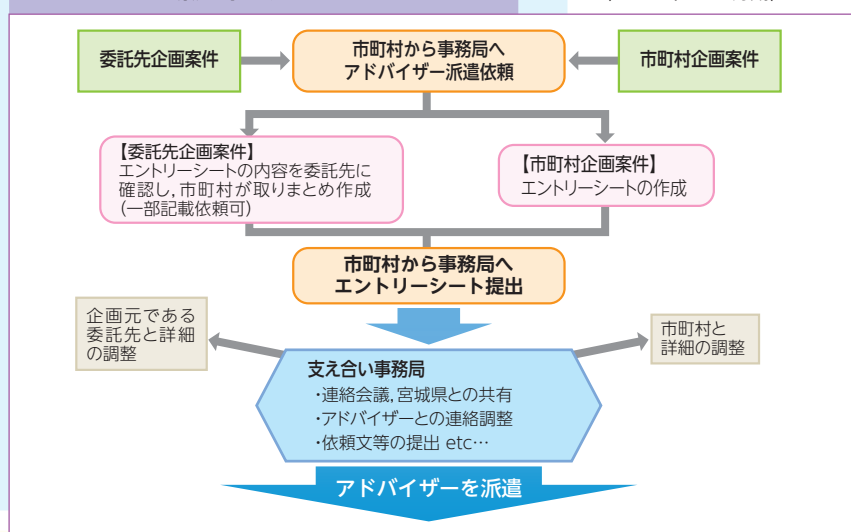 委託先企画案件
市町村から事務局へ
アドバイザー派遣依頼
市町村企画案件
【委託先企画案件】
エントリーシートの内容を委託先に
確認し,市町村が取りまとめ作成
(一部記載依頼可)
【市町村企画案件】
エントリーシートの作成
市町村から事務局へ
エントリーシート提出
企画元である
委託先と詳細
の調整
市町村と
詳細の調整
支え合い事務局
・連絡会議,宮城県との共有
・アドバイザーとの連絡調整
・依頼文等の提出 etc…
アドバイザーを派遣